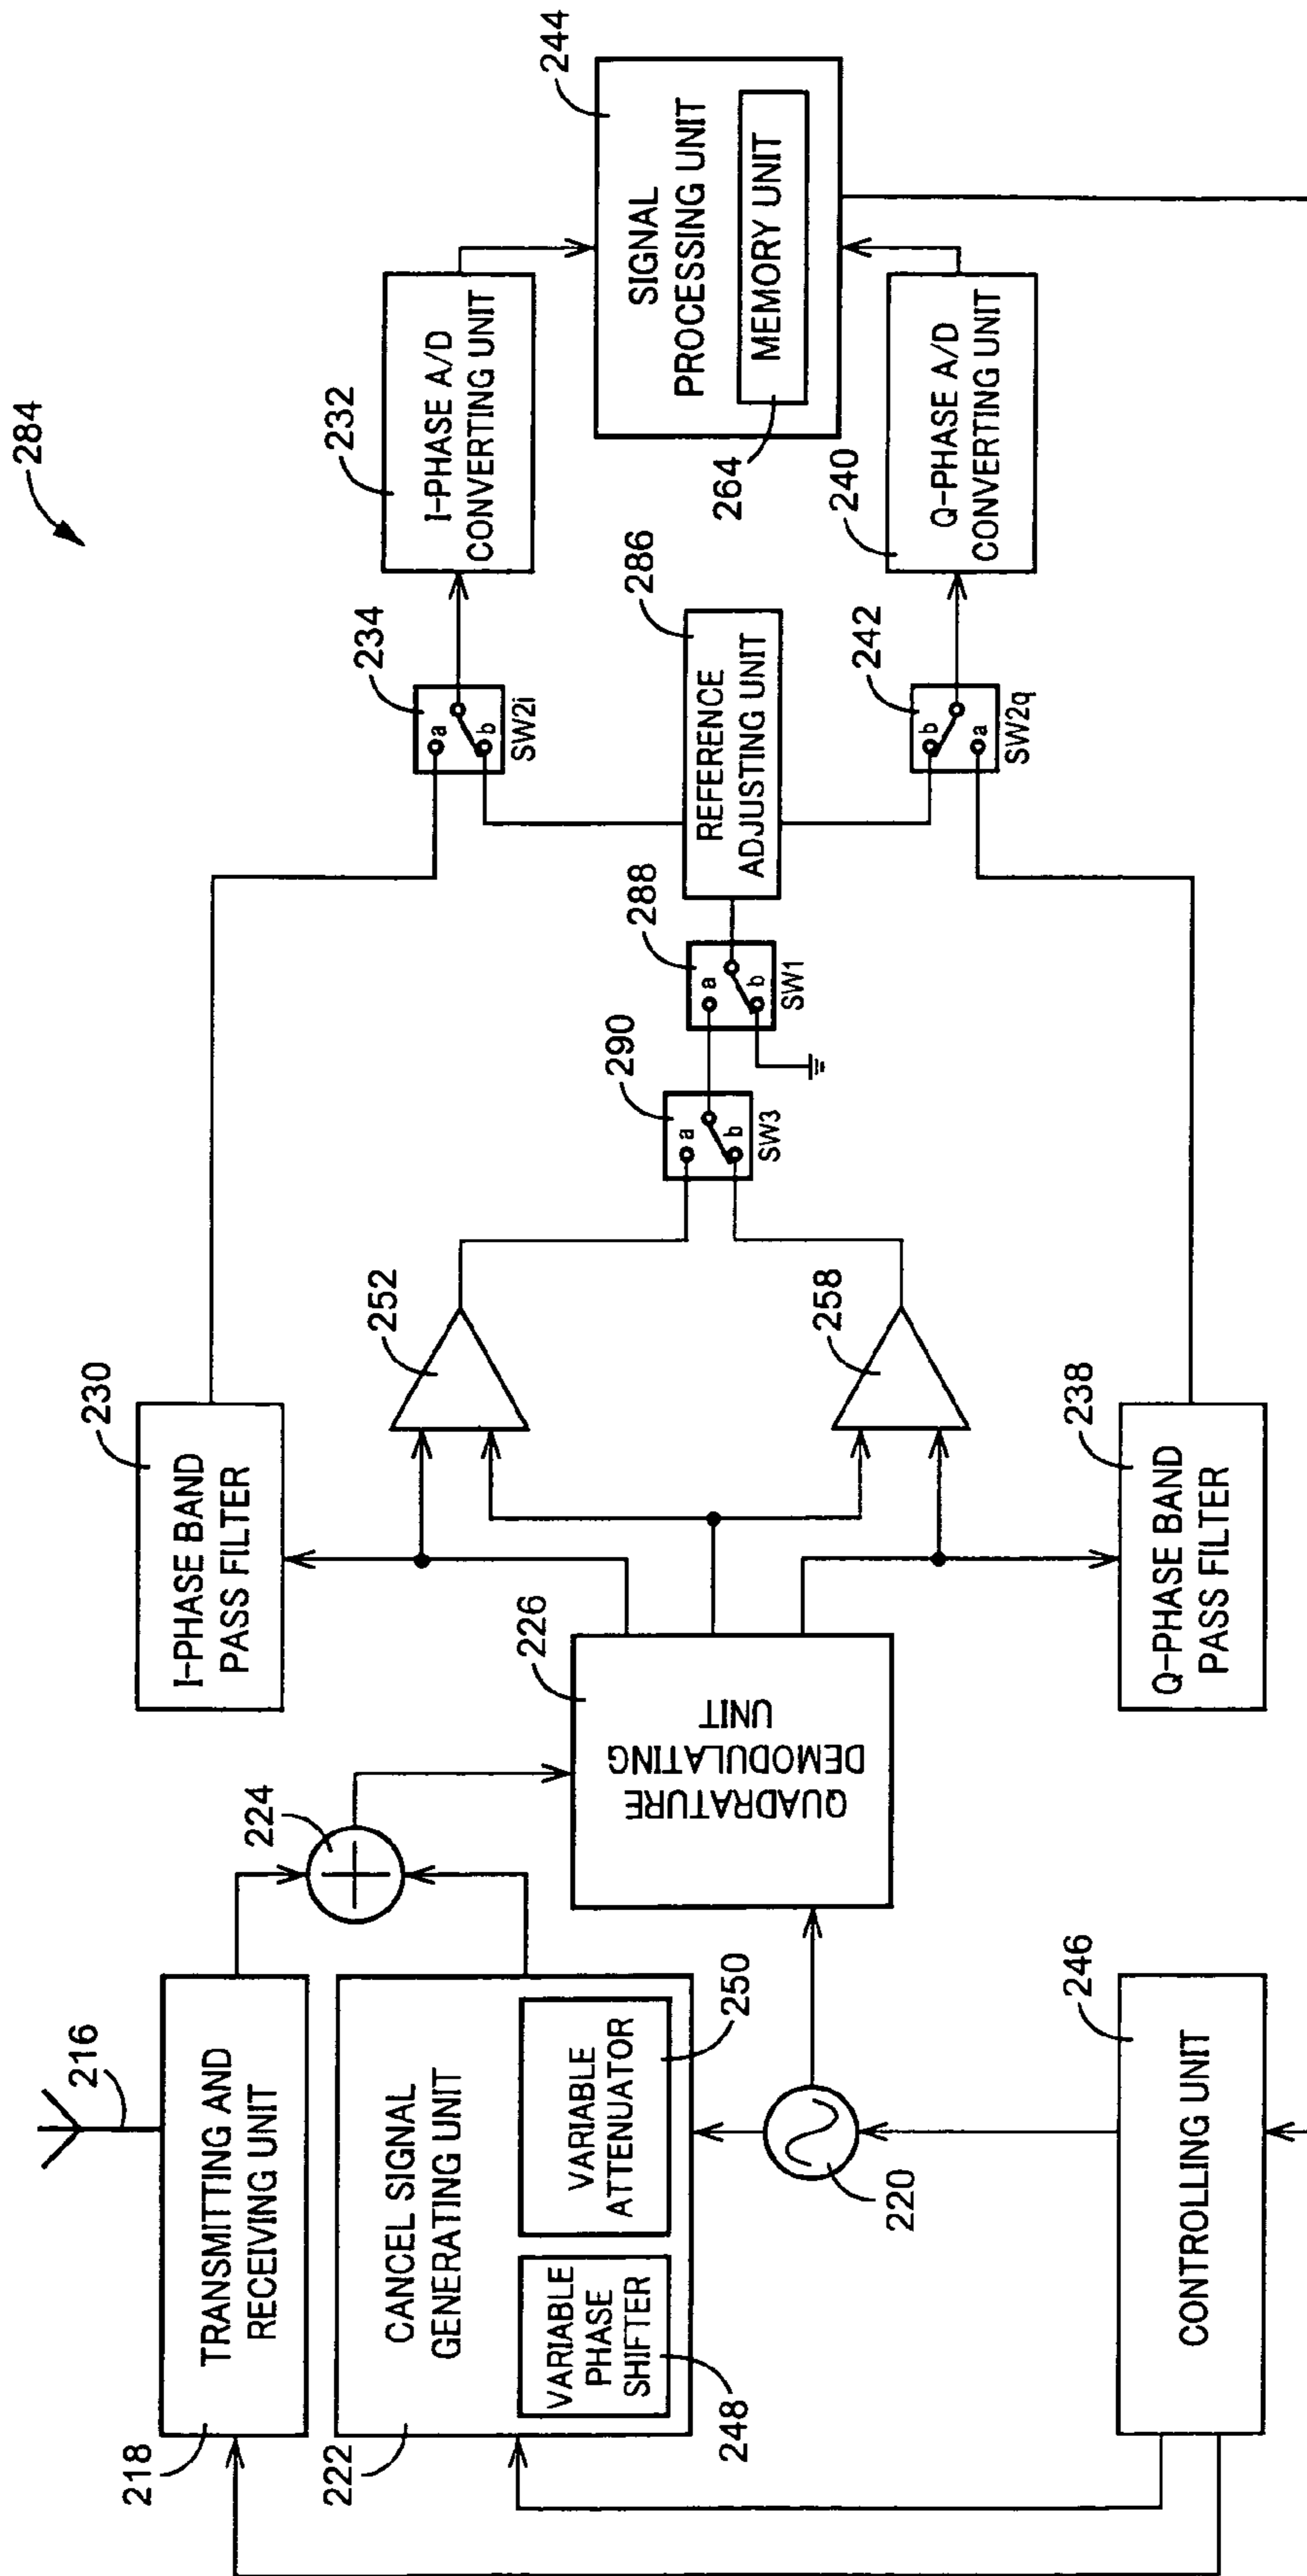 284
216
218
TRANSMITTING AND
RECEIVING UNIT
222
CANCEL SIGNAL
GENERATING UNIT
VARIABLE
PHASE
SHIFTER
248
VARIABLE
ATTENUATOR
250
224
220
246
CONTROLLING UNIT
226
QUADRATURE
DEMODULATING
UNIT
230
I-PHASE BAND
PASS FILTER
238
Q-PHASE BAND
PASS FILTER
252
258
290
a
b
SW3
288
a
b
SW1
286
REFERENCE
ADJUSTING UNIT
234
a
b
SW2i
242
b
a
SW2q
232
I-PHASE A/D
CONVERTING UNIT
240
Q-PHASE A/D
CONVERTING UNIT
244
SIGNAL
PROCESSING UNIT
MEMORY UNIT
264